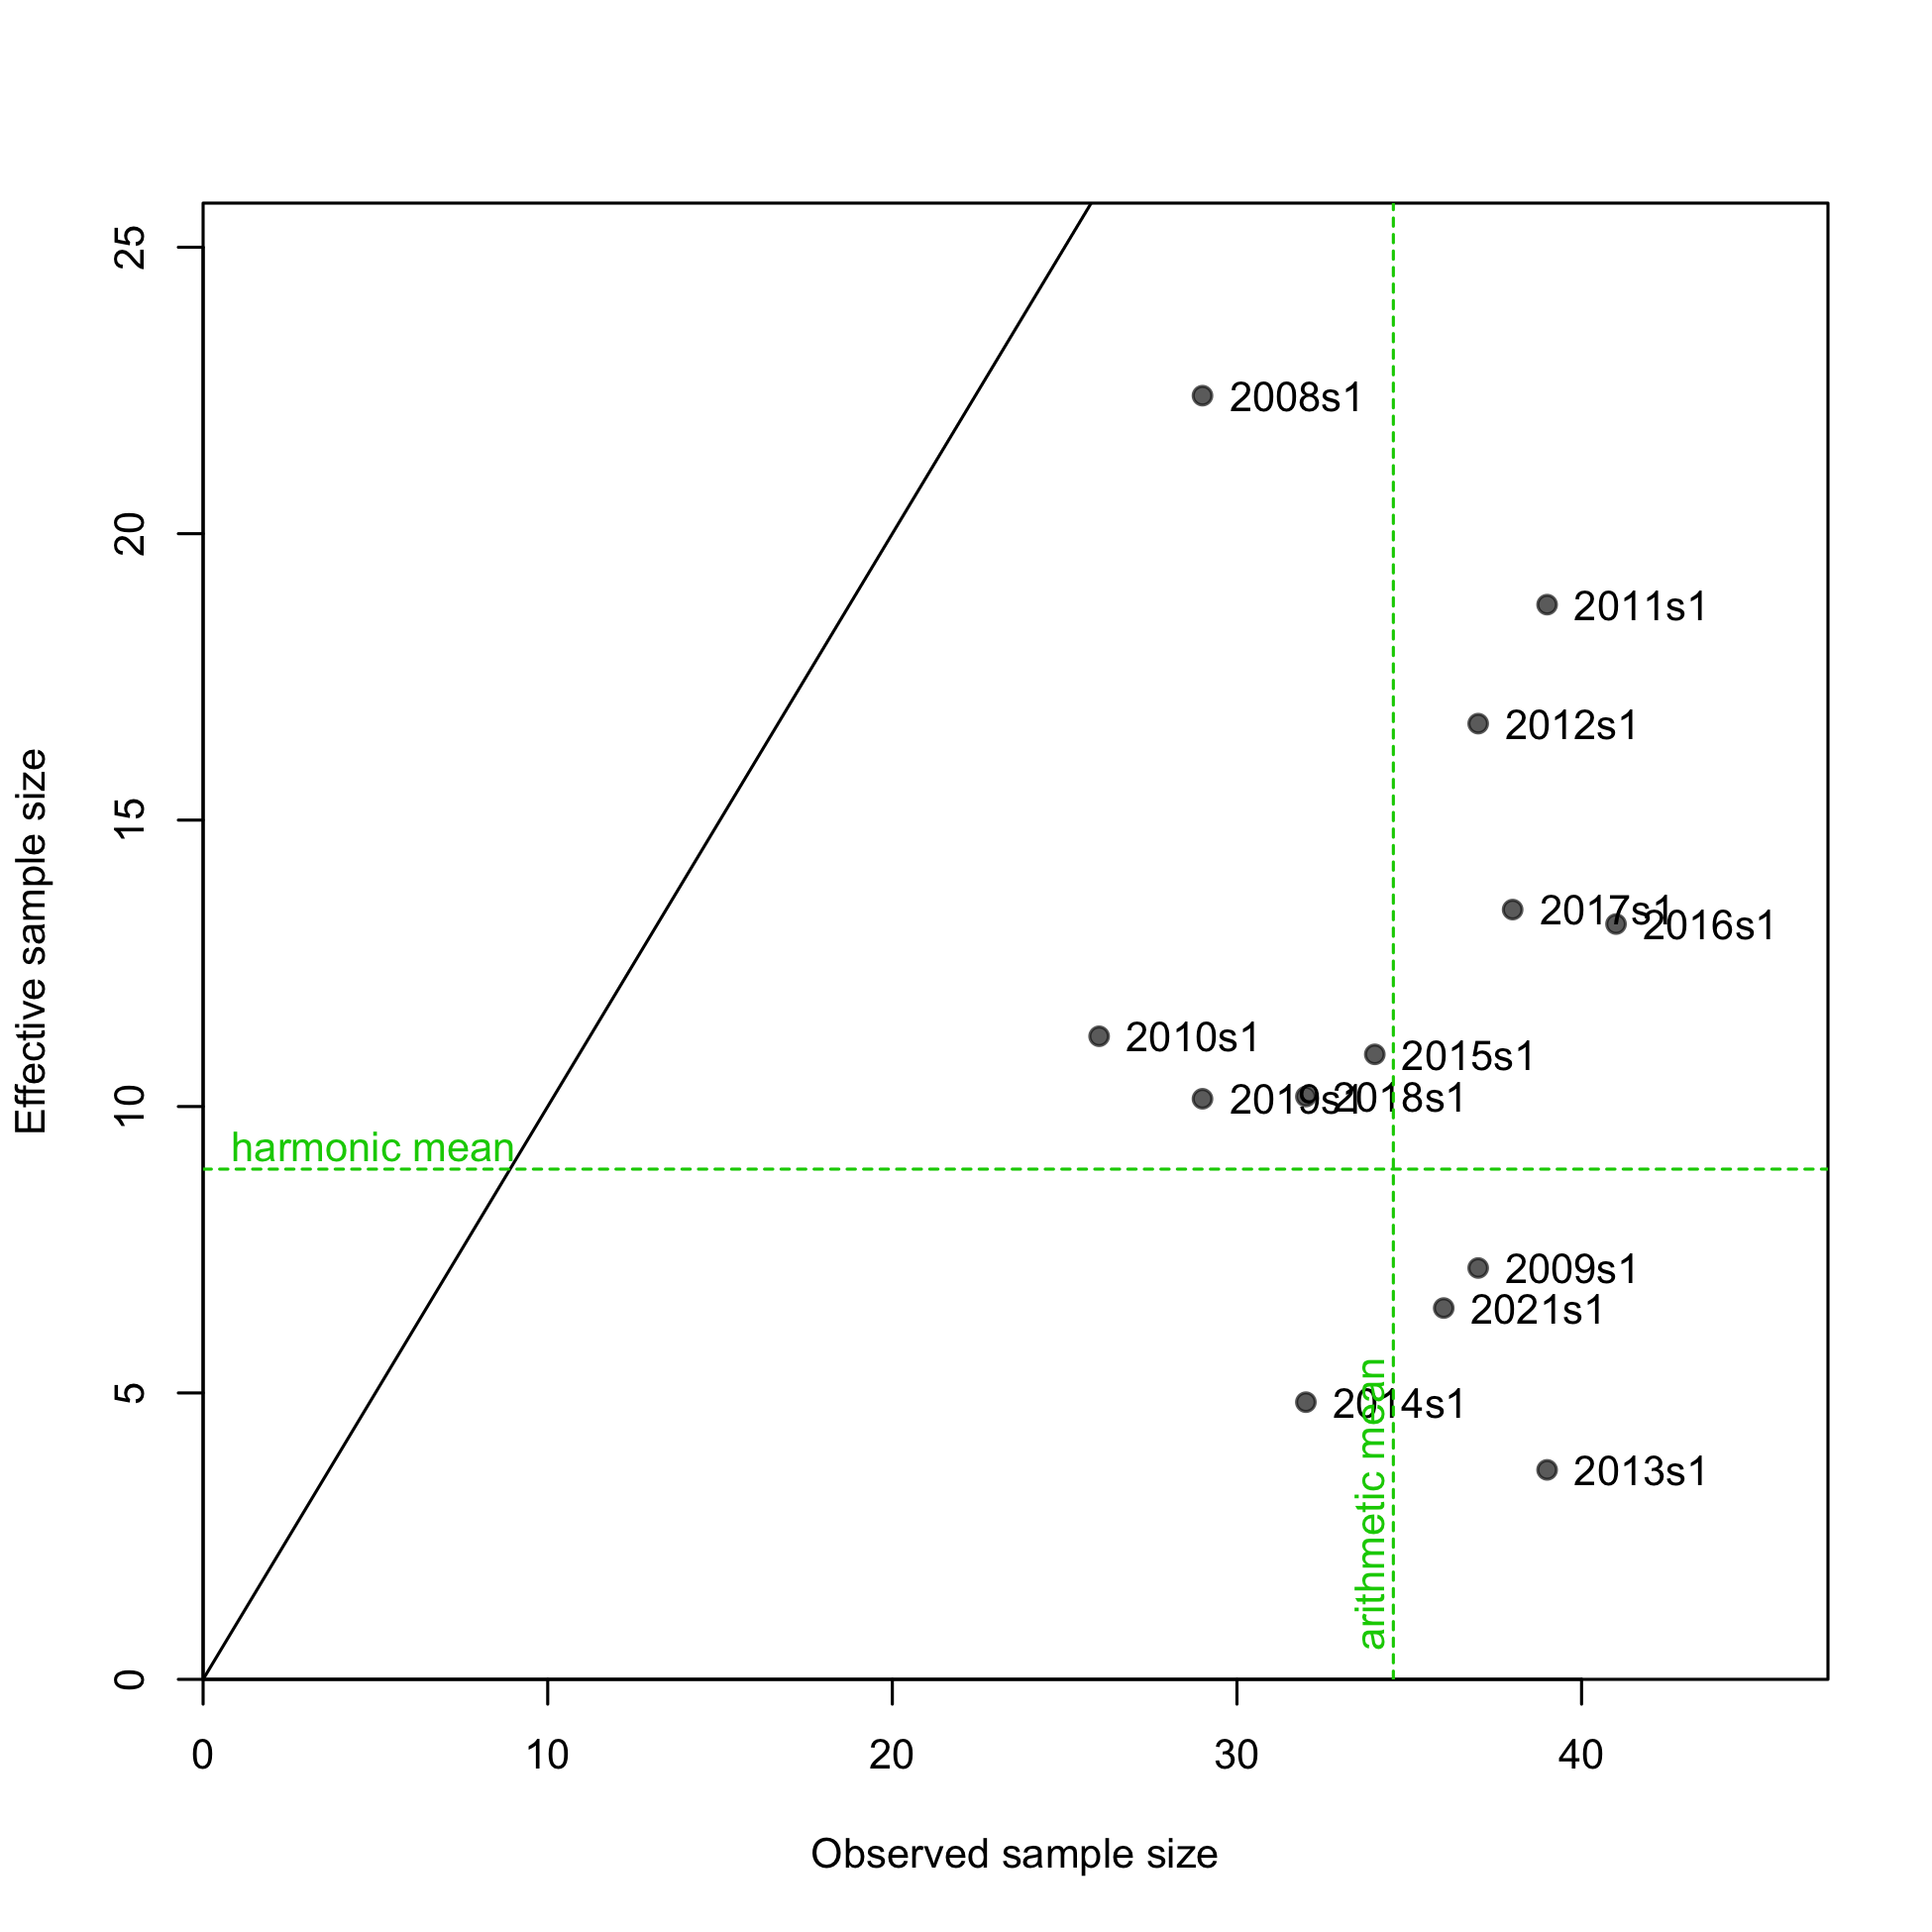 25
20
15
10
5
0
Effective sample size
2008s1
2011s1
2012s1
2017s1
2016s1
2010s1
2015s1
2019s1
2018s1
harmonic mean
2009s1
2021s1
2014s1
2013s1
arithmetic mean
0 10 20 30 40
Observed sample size